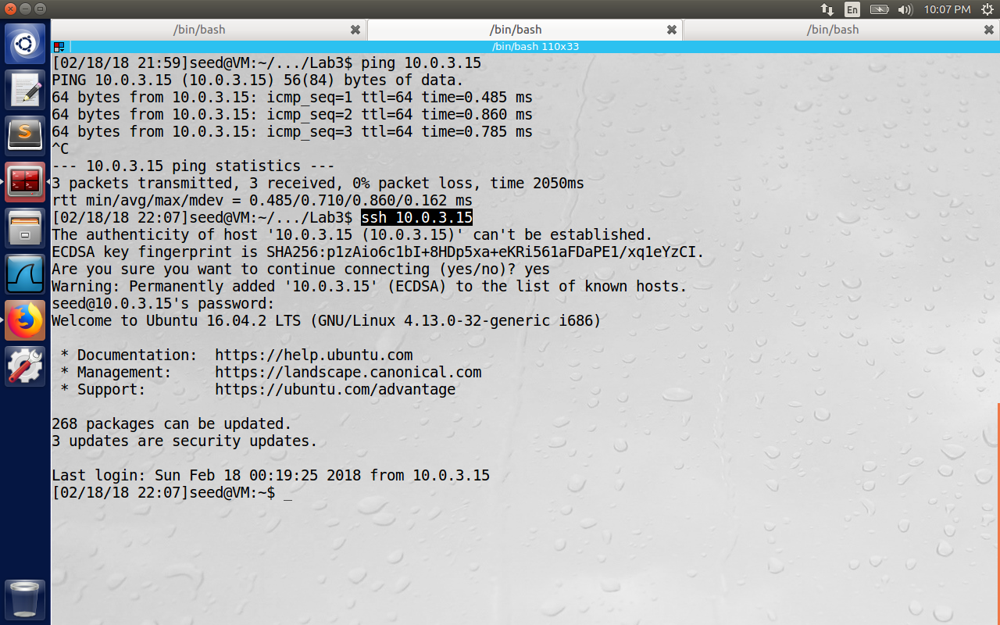 En 10:07 PM
/bin/bash /bin/bash /bin/bash
/bin/bash 110x33
[02/18/18 21:59]seed@VM:~/.../Lab3$ ping 10.0.3.15
PING 10.0.3.15 (10.0.3.15) 56(84) bytes of data.
64 bytes from 10.0.3.15: icmp_seq=1 ttl=64 time=0.485 ms
64 bytes from 10.0.3.15: icmp_seq=2 ttl=64 time=0.860 ms
64 bytes from 10.0.3.15: icmp_seq=3 ttl=64 time=0.785 ms
^C
--- 10.0.3.15 ping statistics ---
3 packets transmitted, 3 received, 0% packet loss, time 2050ms
rtt min/avg/max/mdev = 0.485/0.710/0.860/0.162 ms
[02/18/18 22:07]seed@VM:~/.../Lab3$ ssh 10.0.3.15
The authenticity of host '10.0.3.15 (10.0.3.15)' can't be established.
ECDSA key fingerprint is SHA256:p1zAio6c1bI+8HDp5xa+eKRi561aFDaPE1/xq1eYzCI.
Are you sure you want to continue connecting (yes/no)? yes
Warning: Permanently added '10.0.3.15' (ECDSA) to the list of known hosts.
seed@10.0.3.15's password:
Welcome to Ubuntu 16.04.2 LTS (GNU/Linux 4.13.0-32-generic i686)
* Documentation:  https://help.ubuntu.com
* Management:     https://landscape.canonical.com
* Support:        https://ubuntu.com/advantage
268 packages can be updated.
3 updates are security updates.
Last login: Sun Feb 18 00:19:25 2018 from 10.0.3.15
[02/18/18 22:07]seed@VM:~$ _